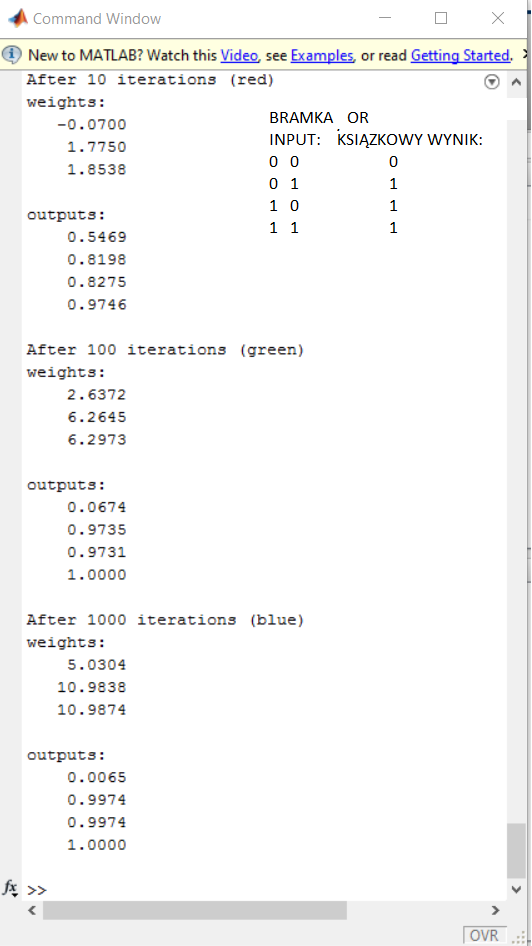 Command Window
New to MATLAB? Watch this Video, see Examples, or read Getting Started.
After 10 iterations (red)
weights:
-0.0700
1.7750
1.8538
BRAMKA OR
INPUT: KSIĄZKOWY WYNIK:
0 0 0
0 1 1
1 0 1
1 1 1
outputs:
0.5469
0.8198
0.8275
0.9746
After 100 iterations (green)
weights:
2.6372
6.2645
6.2973
outputs:
0.0674
0.9735
0.9731
1.0000
After 1000 iterations (blue)
weights:
5.0304
10.9838
10.9874
outputs:
0.0065
0.9974
0.9974
1.0000
fx >>
OVR